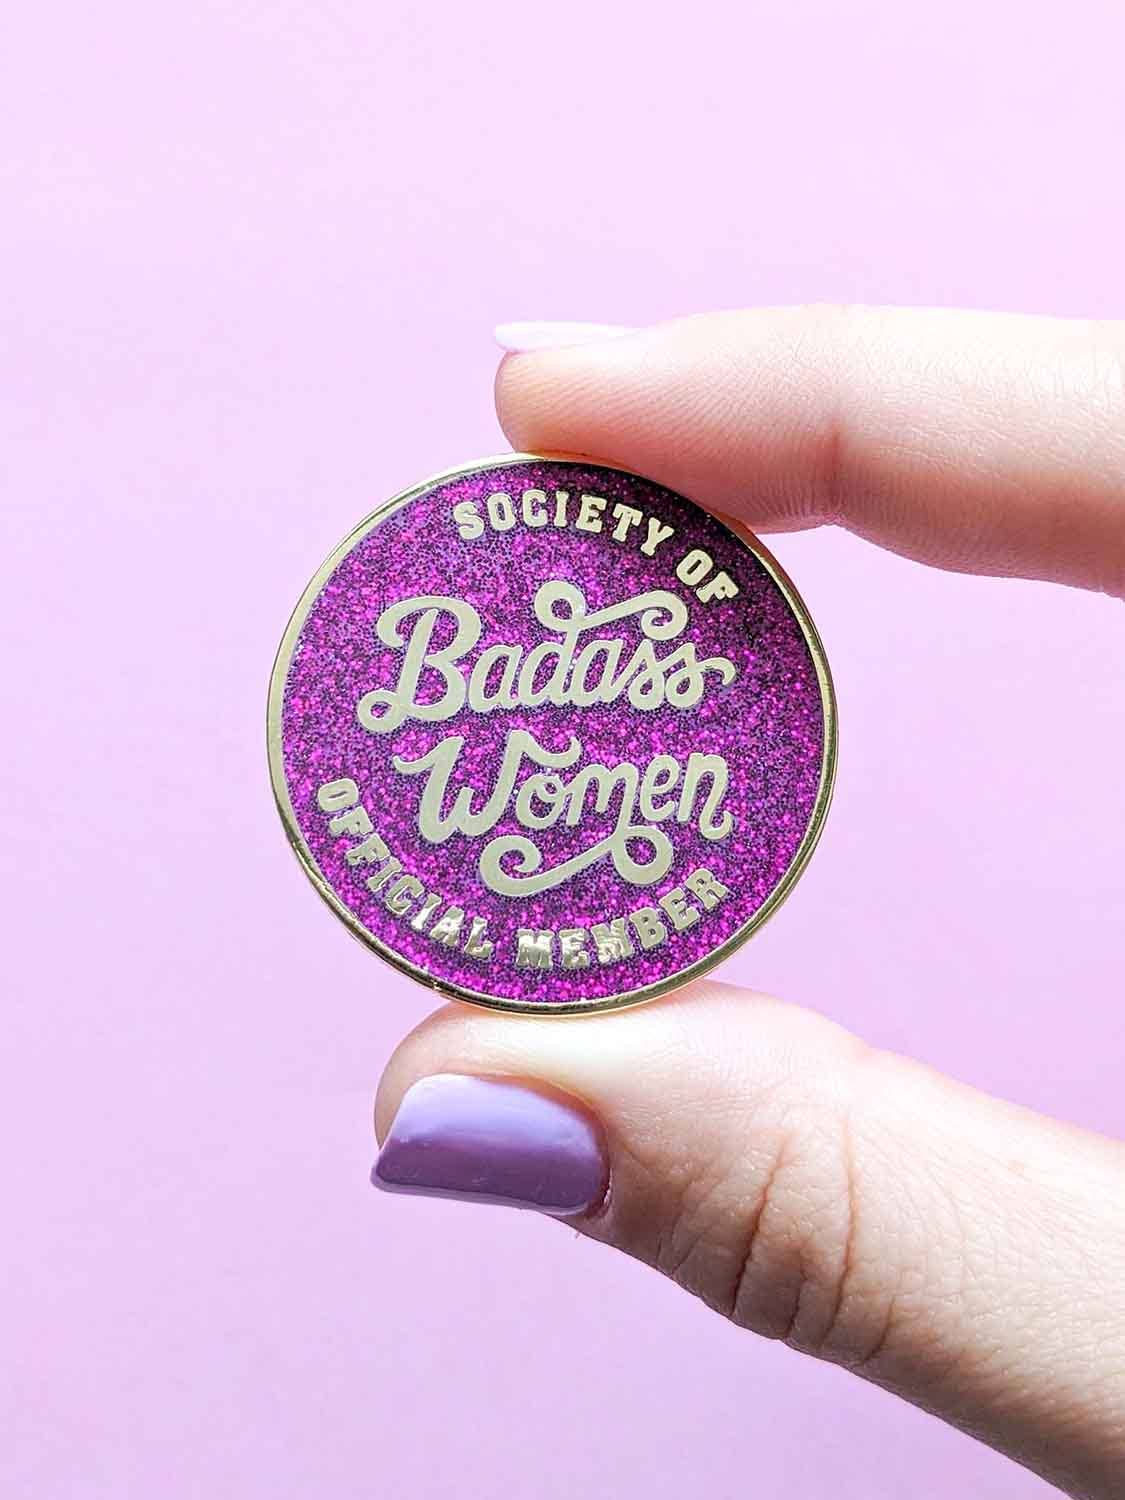 SOCIETY OF
Badass
Women
OFFICIAL MEMBER